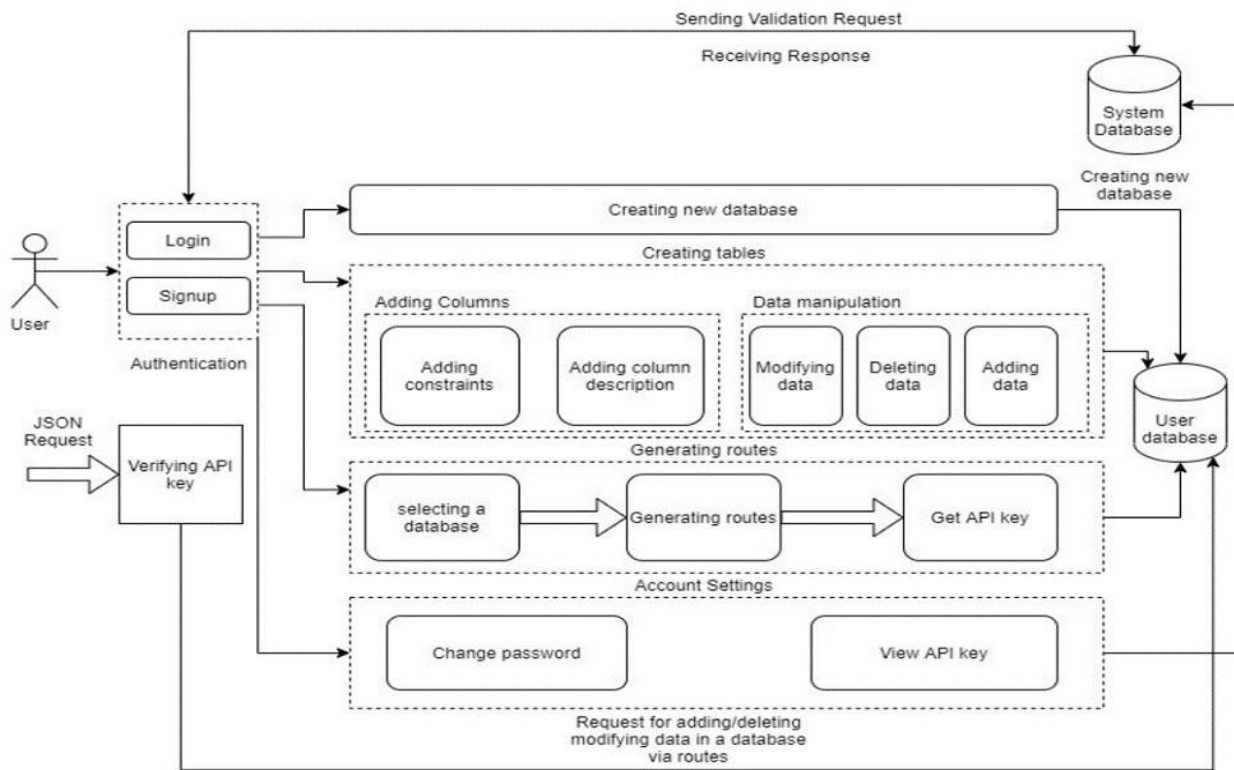 Sending Validation Request
Receiving Response
System
Database
Creating new
database
Creating new database
Login
Signup
User
Authentication
Creating tables
Adding Columns
Data manipulation
Adding
constraints
Adding column
description
Modifying
data
Deleting
data
Adding
data
User
database
JSON
Request
Verifying API
key
Generating routes
selecting a
database
Generating routes
Get API key
Account Settings
Change password
View API key
Request for adding/deleting
modifying data in a database
via routes